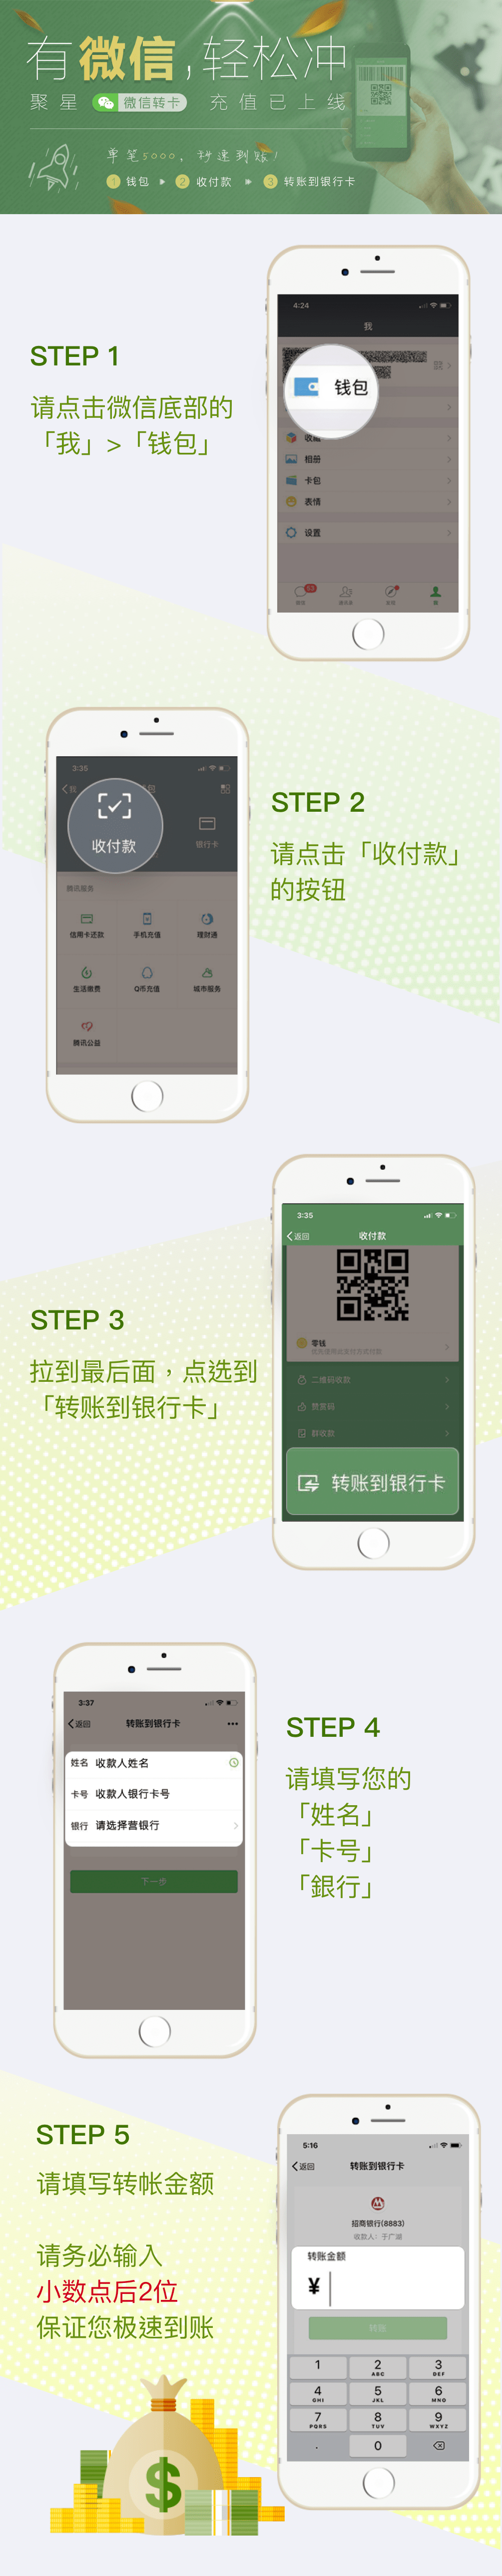 有微信,轻松冲
聚星 微信转卡 充值已上线
单笔5000, 秒速到账!
1 钱包 2 收付款 3 转账到银行卡
STEP 1
请点击微信底部的
「我」>「钱包」
4:24
我
钱包
收藏
相册
卡包
表情
设置
53
通讯录
发现
我
STEP 2
请点击「收付款」
的按钮
3:35
我
包
收付款
银行卡
腾讯服务
信用卡还款
手机充值
理财通
生活缴费
Q币充值
城市服务
腾讯公益
STEP 3
拉到最后面，点选到
「转账到银行卡」
3:35
返回
收付款
零钱
二维码收款
赞赏码
群收款
转账到银行卡
STEP 4
请填写您的
「姓名」
「卡号」
「銀行」
3:37
返回
转账到银行卡
姓名 收款人姓名
卡号 收款人银行卡号
银行 请选择营银行
下一步
STEP 5
请填写转帐金额
请务必输入
小数点后2位
保证您极速到账
5:16
返回
转账到银行卡
招商银行(8883)
收款人: 于广湖
转账金额
¥
转账
1
2 ABC
3 DEF
4 GHI
5 JKL
6 MNO
7 PQRS
8 TUV
9 WXYZ
.
0
$